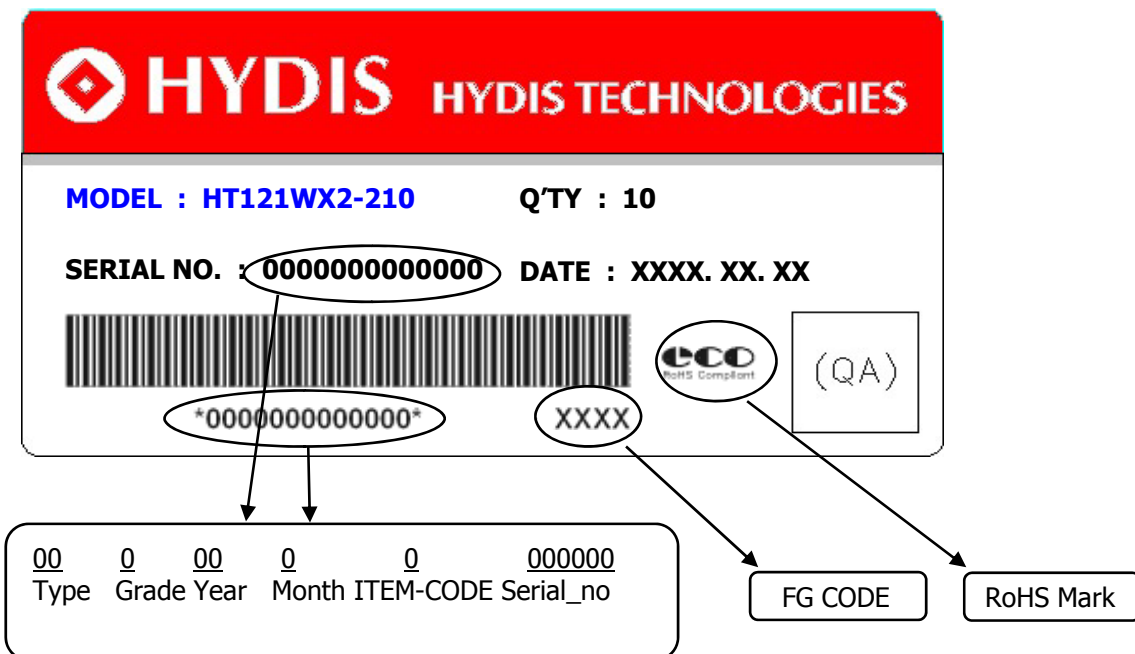 HYDIS HYDIS TECHNOLOGIES
MODEL : HT121WX2-210 Q'TY : 10
SERIAL NO. : 0000000000000 DATE : XXXX. XX. XX
eco
RoHS Compliant
(QA)
*0000000000000* XXXX
00 0 00 0 0 000000
Type Grade Year Month ITEM-CODE Serial_no
FG CODE RoHS Mark